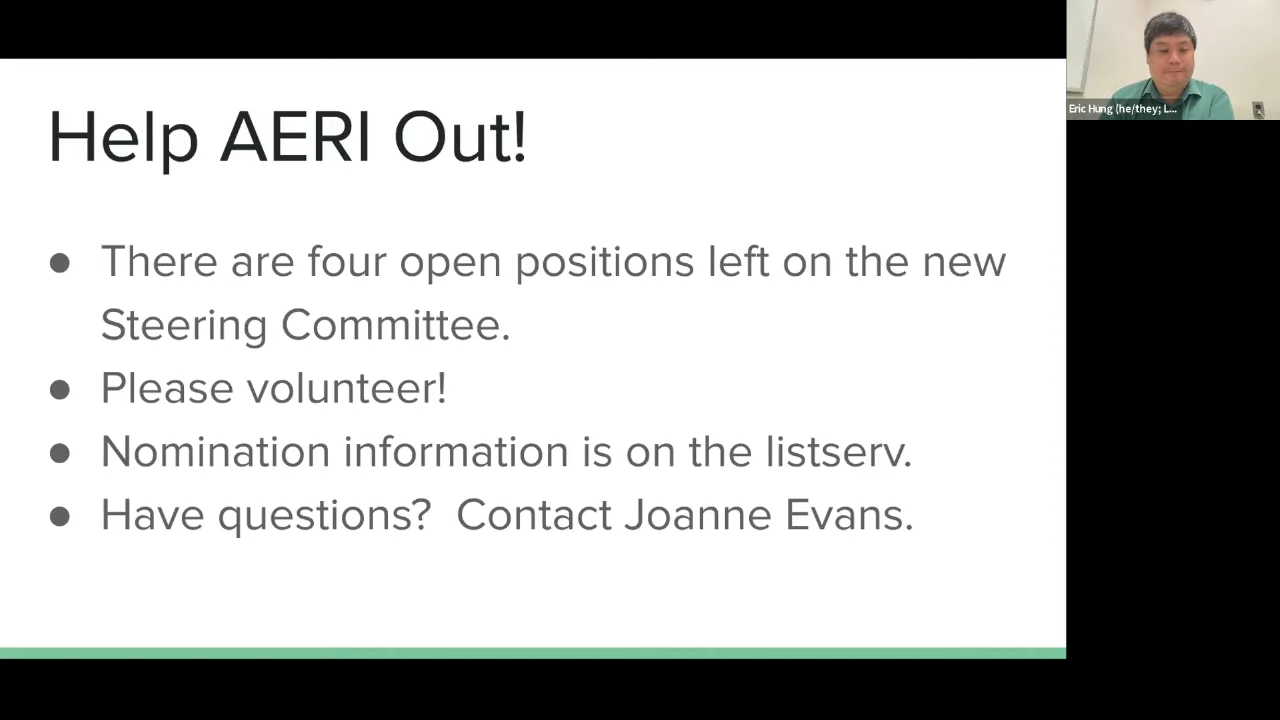 Help AERI Out!
● There are four open positions left on the new
Steering Committee.
● Please volunteer!
● Nomination information is on the listserv.
● Have questions?  Contact Joanne Evans.
Eric Hung (he/they; L...